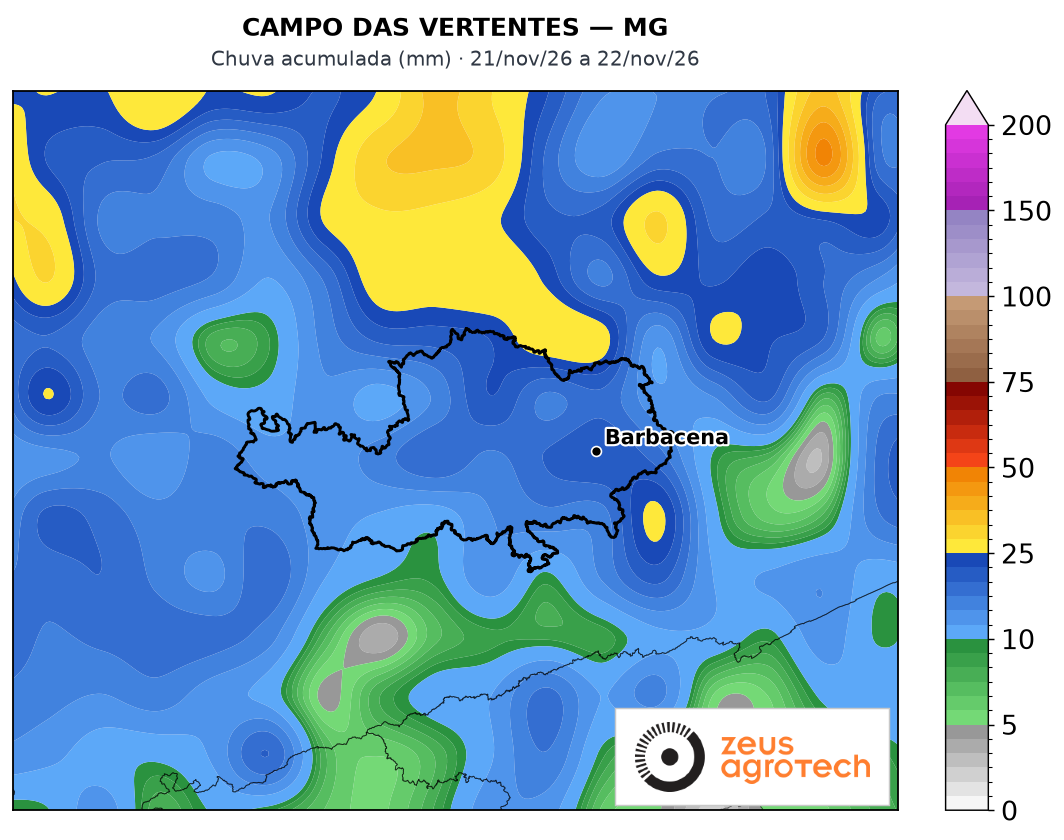 CAMPO DAS VERTENTES — MG
Chuva acumulada (mm) · 21/nov/26 a 22/nov/26
Barbacena
200
150
100
75
50
25
10
5
0
zeus
agrotech